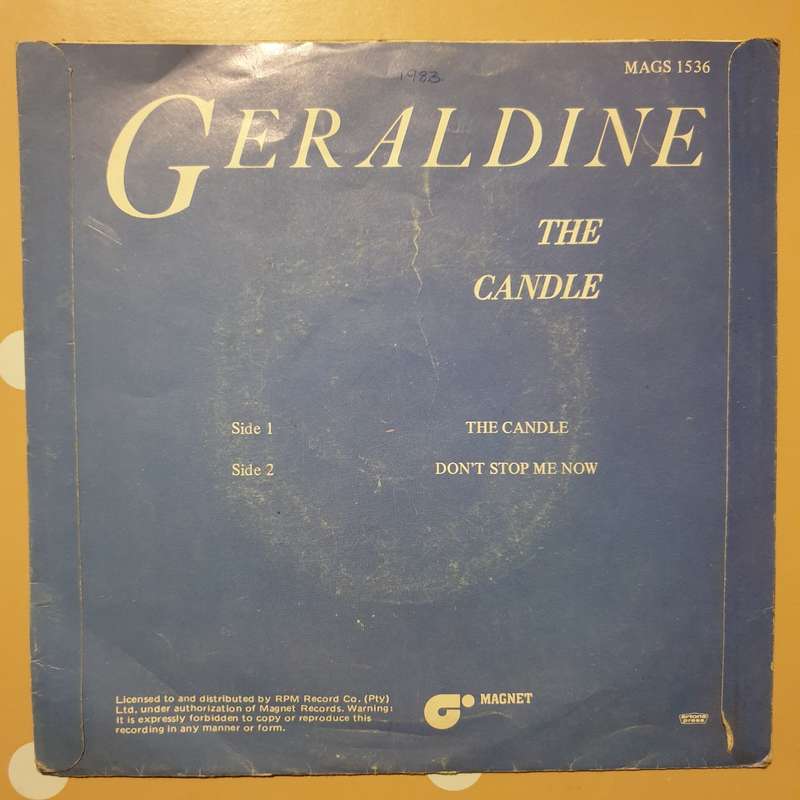 1983
MAGS 1536
GERALDINE
THE
CANDLE
Side 1 THE CANDLE
Side 2 DON'T STOP ME NOW
Licensed to and distributed by RPM Record Co. (Pty)
Ltd. under authorization of Magnet Records. Warning:
It is expressly forbidden to copy or reproduce this
recording in any manner or form.
MAGNET
artone
press